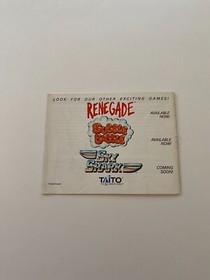 LOOK FOR OUR OTHER EXCITING GAMES!
RENEGADE
AVAILABLE
NOW!
BUBBLE
BOBBLE
AVAILABLE
NOW!
SKY
SHARK
COMING
SOON!
TAITO